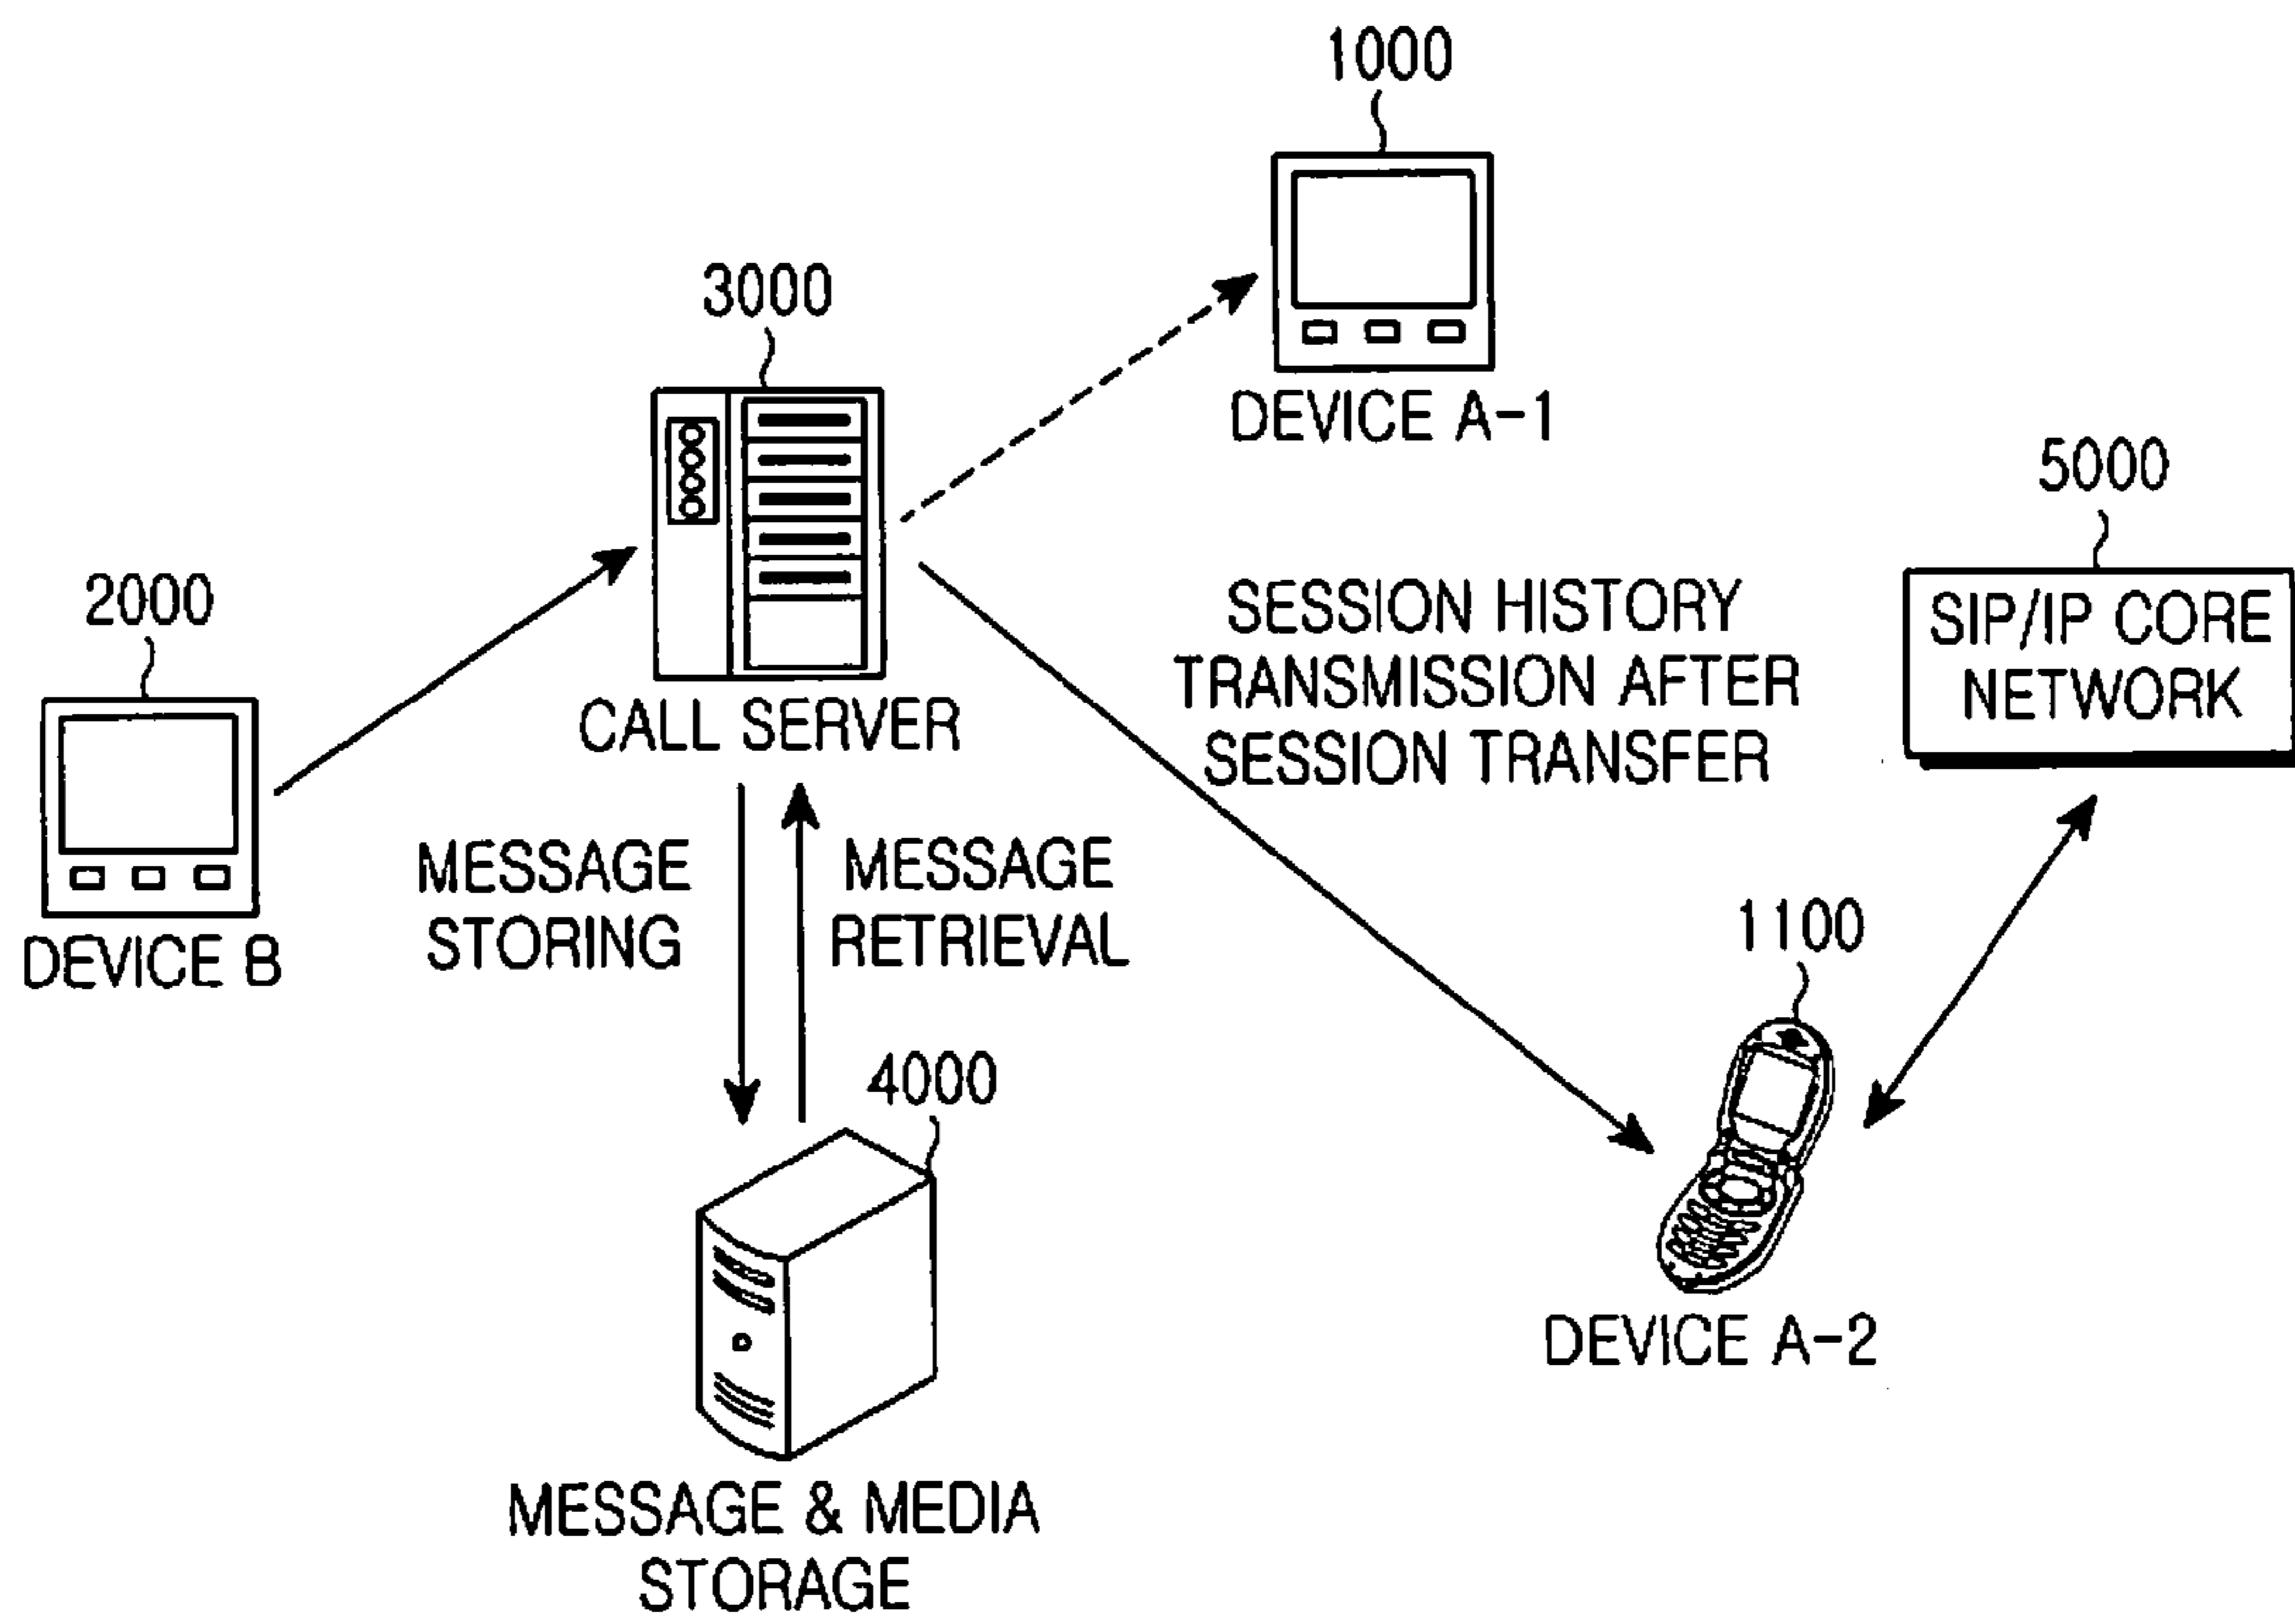 1000
DEVICE A-1
3000
CALL SERVER
5000
SIP/IP CORE
NETWORK
2000
DEVICE B
SESSION HISTORY
TRANSMISSION AFTER
SESSION TRANSFER
MESSAGE
STORING
MESSAGE
RETRIEVAL
1100
DEVICE A-2
4000
MESSAGE & MEDIA
STORAGE